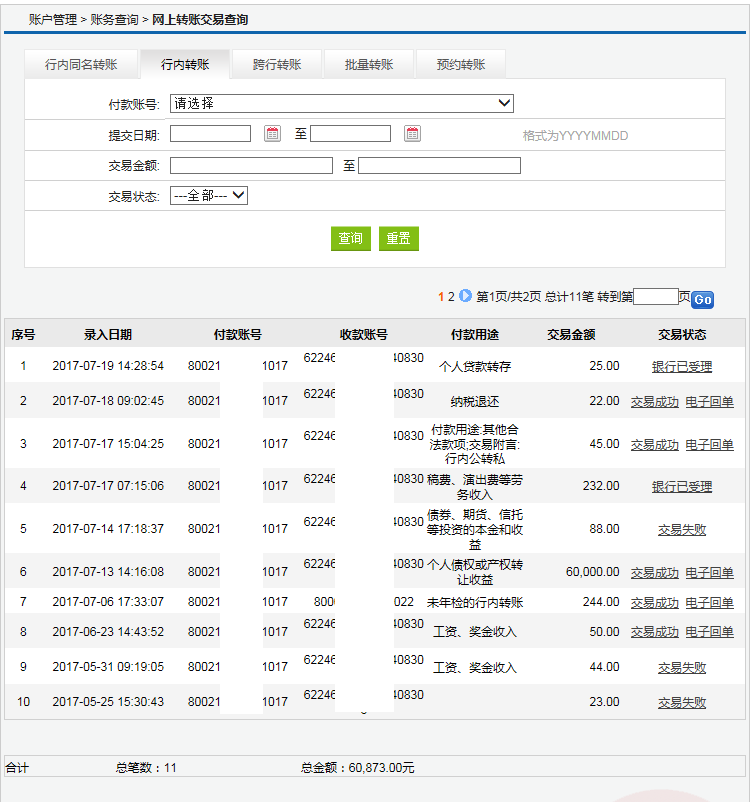 账户管理 > 账务查询 > 网上转账交易查询
行内同名转账 行内转账 跨行转账 批量转账 预约转账
付款账号: 请选择
提交日期: 至 格式为YYYYMMDD
交易金额: 至
交易状态: ---全部---
查询 重置
1 2 第1页/共2页 总计11笔 转到第 页 Go
序号 录入日期 付款账号 收款账号 付款用途 交易金额 交易状态
1 2017-07-19 14:28:54 80021 1017 62246 40830 个人贷款转存 25.00 银行已受理
2 2017-07-18 09:02:45 80021 1017 62246 40830 纳税退还 22.00 交易成功 电子回单
付款用途:其他合
3 2017-07-17 15:04:25 80021 1017 62246 40830 法款项;交易附言: 45.00 交易成功 电子回单
行内公转私
4 2017-07-17 07:15:06 80021 1017 62246 40830 稿费、演出费等劳 232.00 银行已受理
务收入
债券、期货、信托
5 2017-07-14 17:18:37 80021 1017 62246 40830 等投资的本金和收 88.00 交易失败
益
6 2017-07-13 14:16:08 80021 1017 62246 40830 个人债权或产权转 60,000.00 交易成功 电子回单
让收益
7 2017-07-06 17:33:07 80021 1017 800 022 未年检的行内转账 244.00 交易成功 电子回单
8 2017-06-23 14:43:52 80021 1017 62246 40830 工资、奖金收入 50.00 交易成功 电子回单
9 2017-05-31 09:19:05 80021 1017 62246 40830 工资、奖金收入 44.00 交易失败
10 2017-05-25 15:30:43 80021 1017 62246 40830 23.00 交易失败
合计 总笔数：11 总金额：60,873.00元